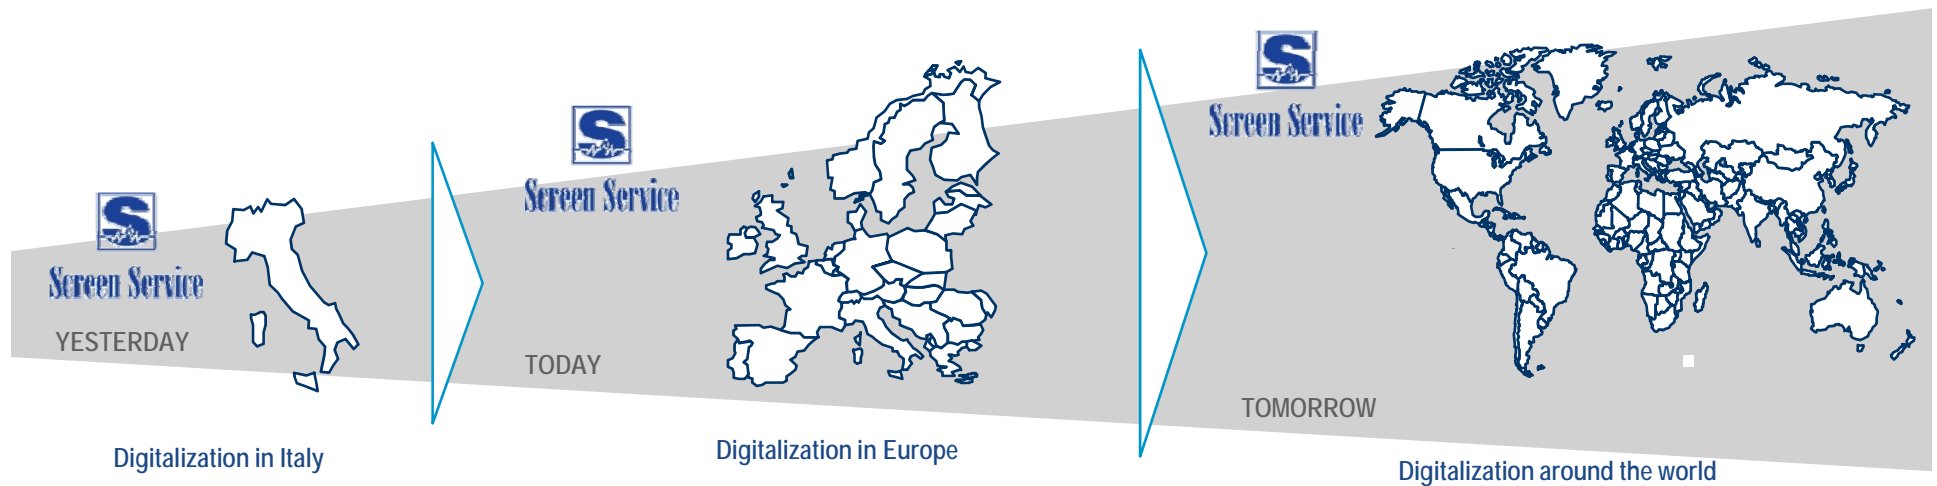 S
Screen Service
YESTERDAY
Digitalization in Italy
S
Screen Service
TODAY
Digitalization in Europe
S
Screen Service
TOMORROW
Digitalization around the world